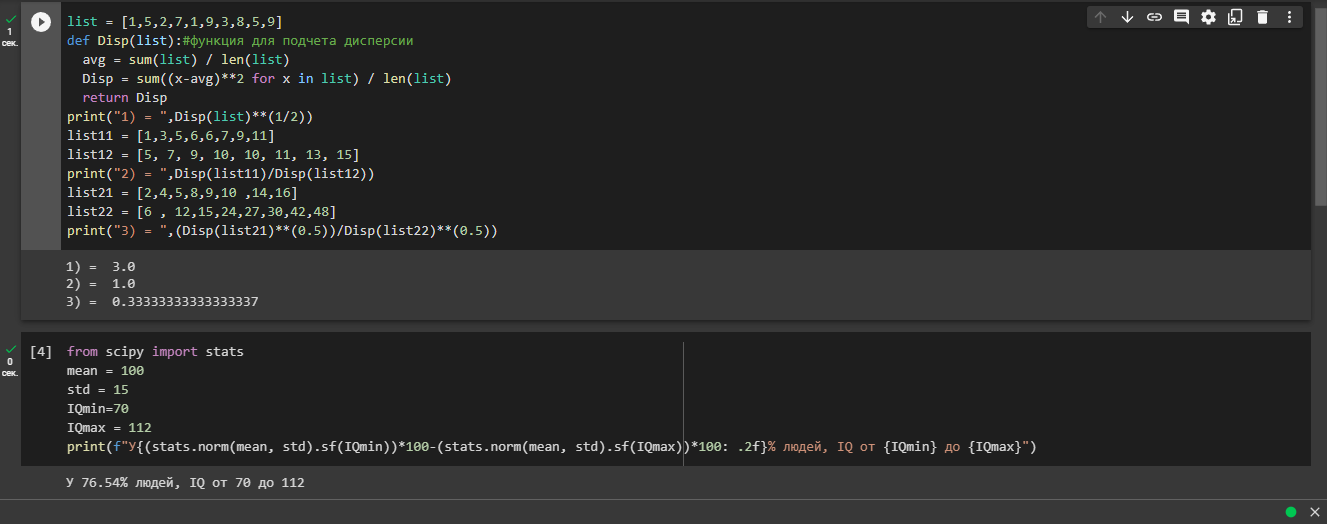 1
сек.
list = [1,5,2,7,1,9,3,8,5,9]
def Disp(list):#функция для подчета дисперсии
avg = sum(list) / len(list)
Disp = sum((x-avg)**2 for x in list) / len(list)
return Disp
print("1) = ",Disp(list)**(1/2))
list11 = [1,3,5,6,6,7,9,11]
list12 = [5, 7, 9, 10, 10, 11, 13, 15]
print("2) = ",Disp(list11)/Disp(list12))
list21 = [2,4,5,8,9,10 ,14,16]
list22 = [6 , 12,15,24,27,30,42,48]
print("3) = ",(Disp(list21)**(0.5))/Disp(list22)**(0.5))
1) =  3.0
2) =  1.0
3) =  0.33333333333333337
0
сек.
[4] from scipy import stats
mean = 100
std = 15
IQmin=70
IQmax = 112
print(f"У{(stats.norm(mean, std).sf(IQmin))*100-(stats.norm(mean, std).sf(IQmax))*100: .2f}% людей, IQ от {IQmin} до {IQmax}")
У 76.54% людей, IQ от 70 до 112